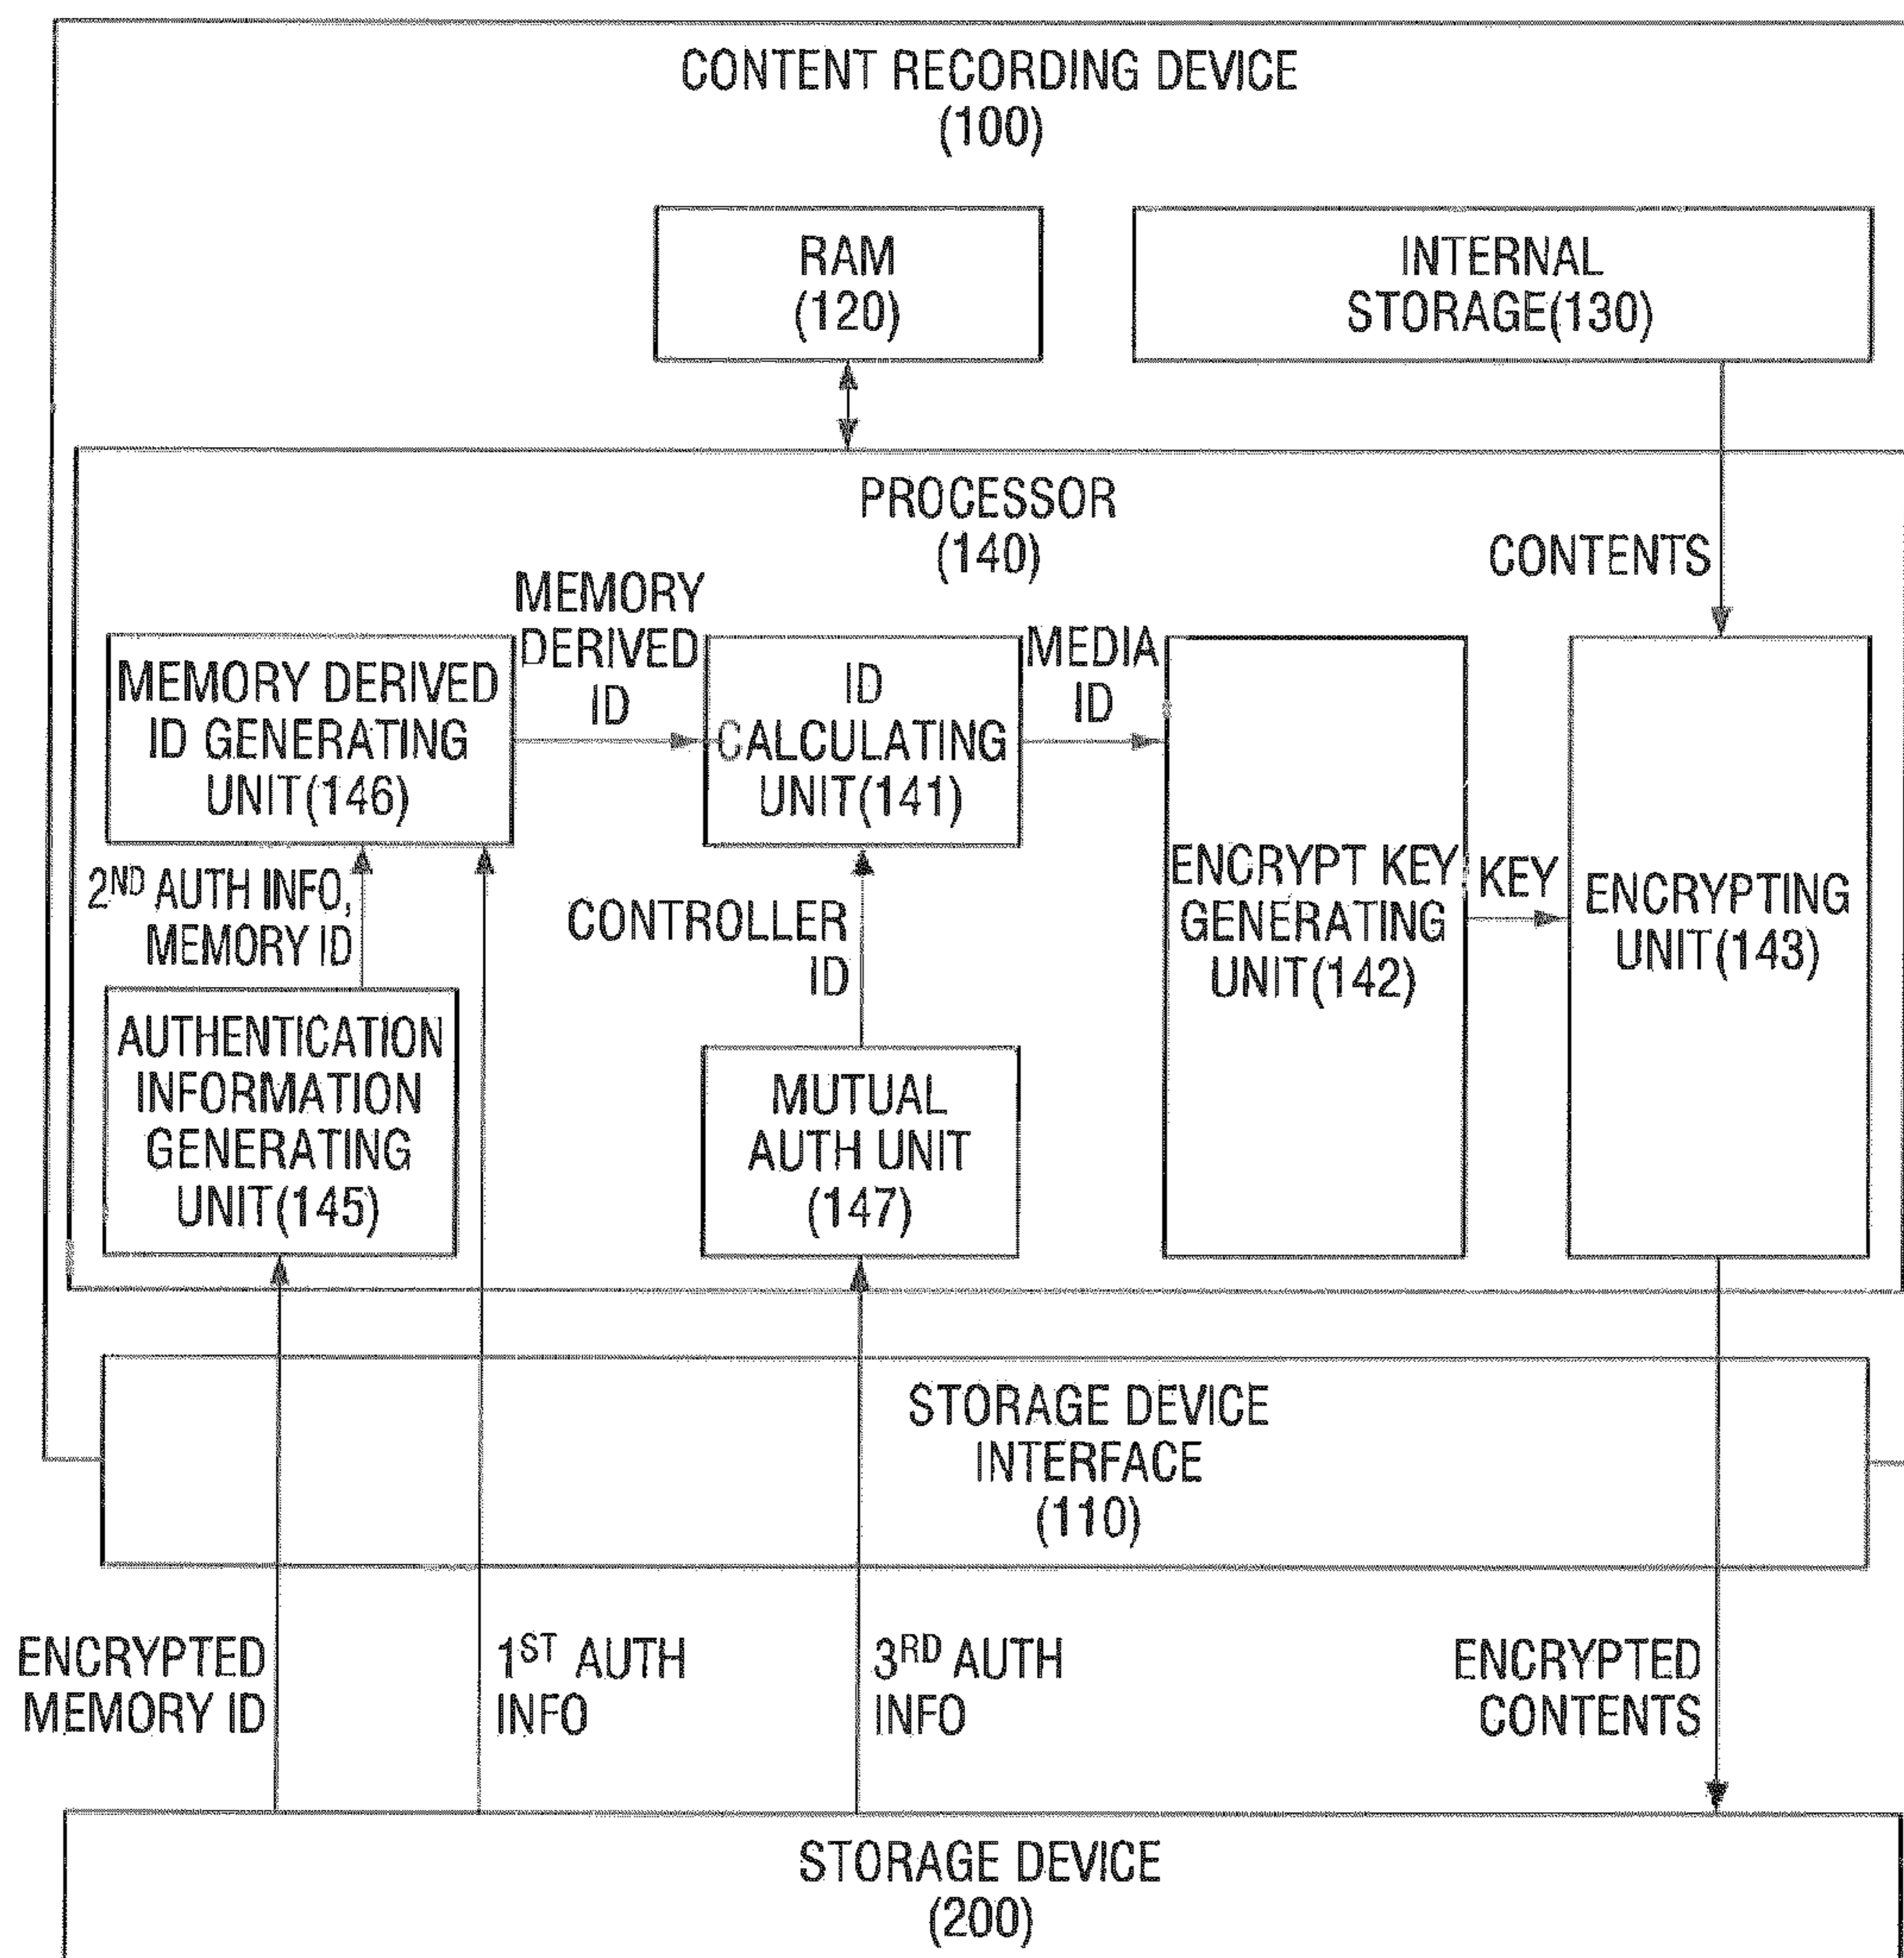 CONTENT RECORDING DEVICE
(100)
RAM
(120)
INTERNAL
STORAGE(130)
PROCESSOR
(140)
CONTENTS
MEMORY
DERIVED
ID
MEDIA
ID
MEMORY DERIVED
ID GENERATING
UNIT(146)
ID
CALCULATING
UNIT(141)
2ND AUTH INFO,
MEMORY ID
CONTROLLER
ID
ENCRYPT KEY
GENERATING
UNIT(142)
KEY
ENCRYPTING
UNIT(143)
AUTHENTICATION
INFORMATION
GENERATING
UNIT(145)
MUTUAL
AUTH UNIT
(147)
STORAGE DEVICE
INTERFACE
(110)
ENCRYPTED
MEMORY ID
1ST AUTH
INFO
3RD AUTH
INFO
ENCRYPTED
CONTENTS
STORAGE DEVICE
(200)